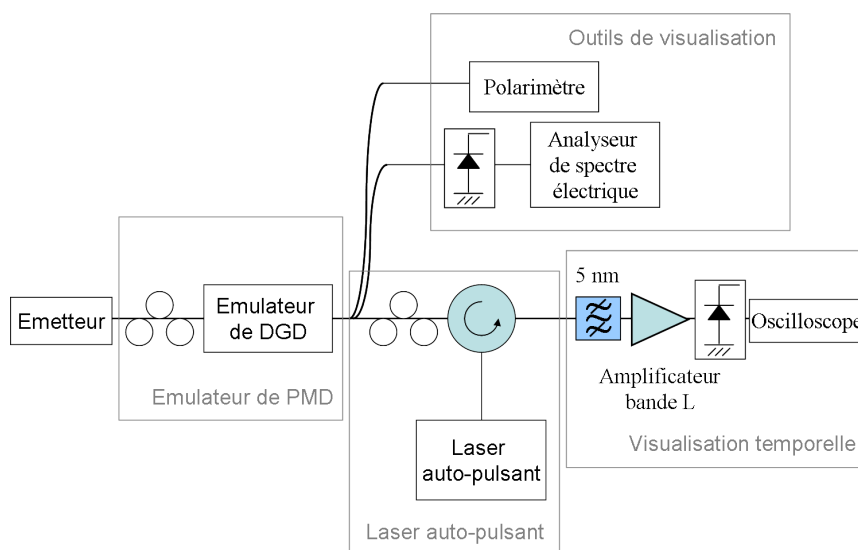 Outils de visualisation
Polarimètre
Analyseur
de spectre
électrique
Emetteur
Emulateur
de DGD
Emulateur de PMD
5 nm
Oscilloscope
Amplificateur
bande L
Visualisation temporelle
Laser
auto-pulsant
Laser auto-pulsant